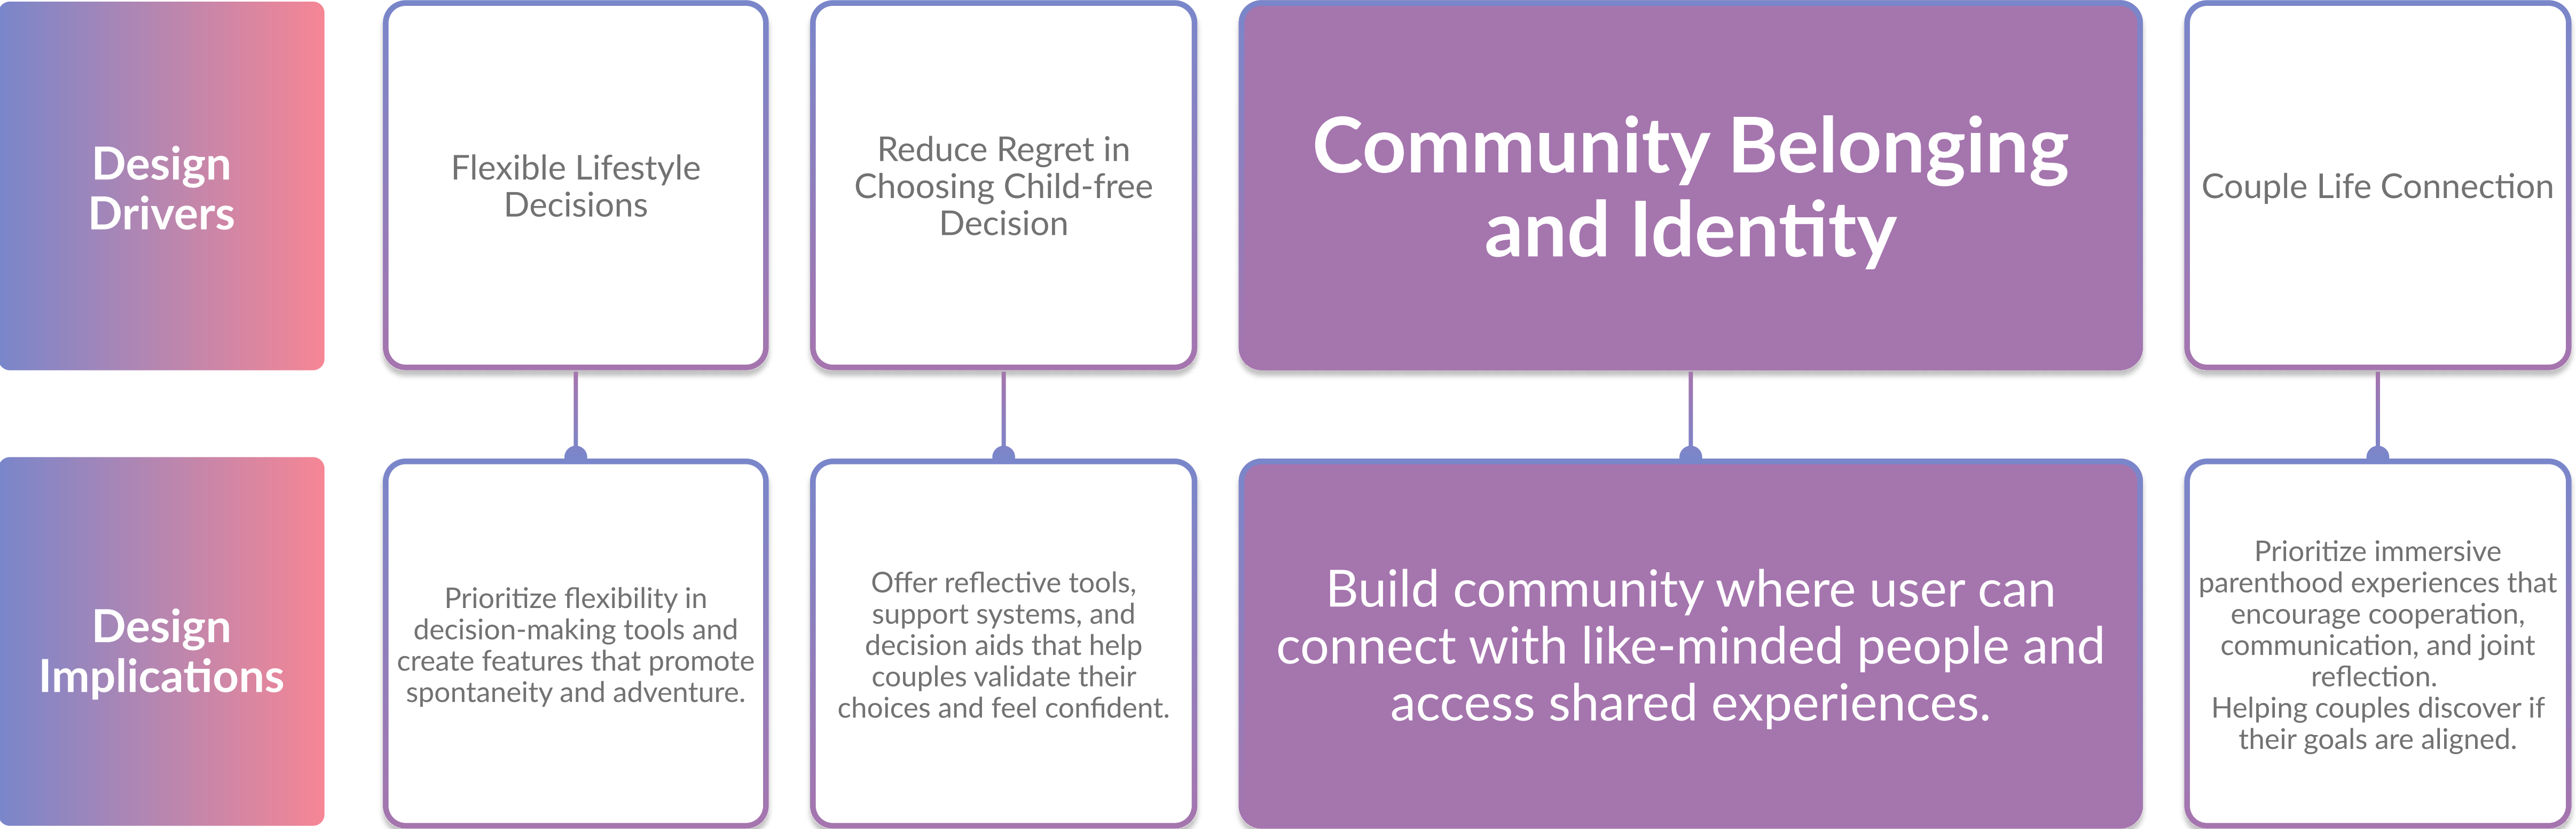 Design
Drivers
Flexible Lifestyle
Decisions
Reduce Regret in
Choosing Child-free
Decision
Community Belonging
and Identity
Couple Life Connection
Design
Implications
Prioritize flexibility in
decision-making tools and
create features that promote
spontaneity and adventure.
Offer reflective tools,
support systems, and
decision aids that help
couples validate their
choices and feel confident.
Build community where user can
connect with like-minded people and
access shared experiences.
Prioritize immersive
parenthood experiences that
encourage cooperation,
communication, and joint
reflection.
Helping couples discover if
their goals are aligned.